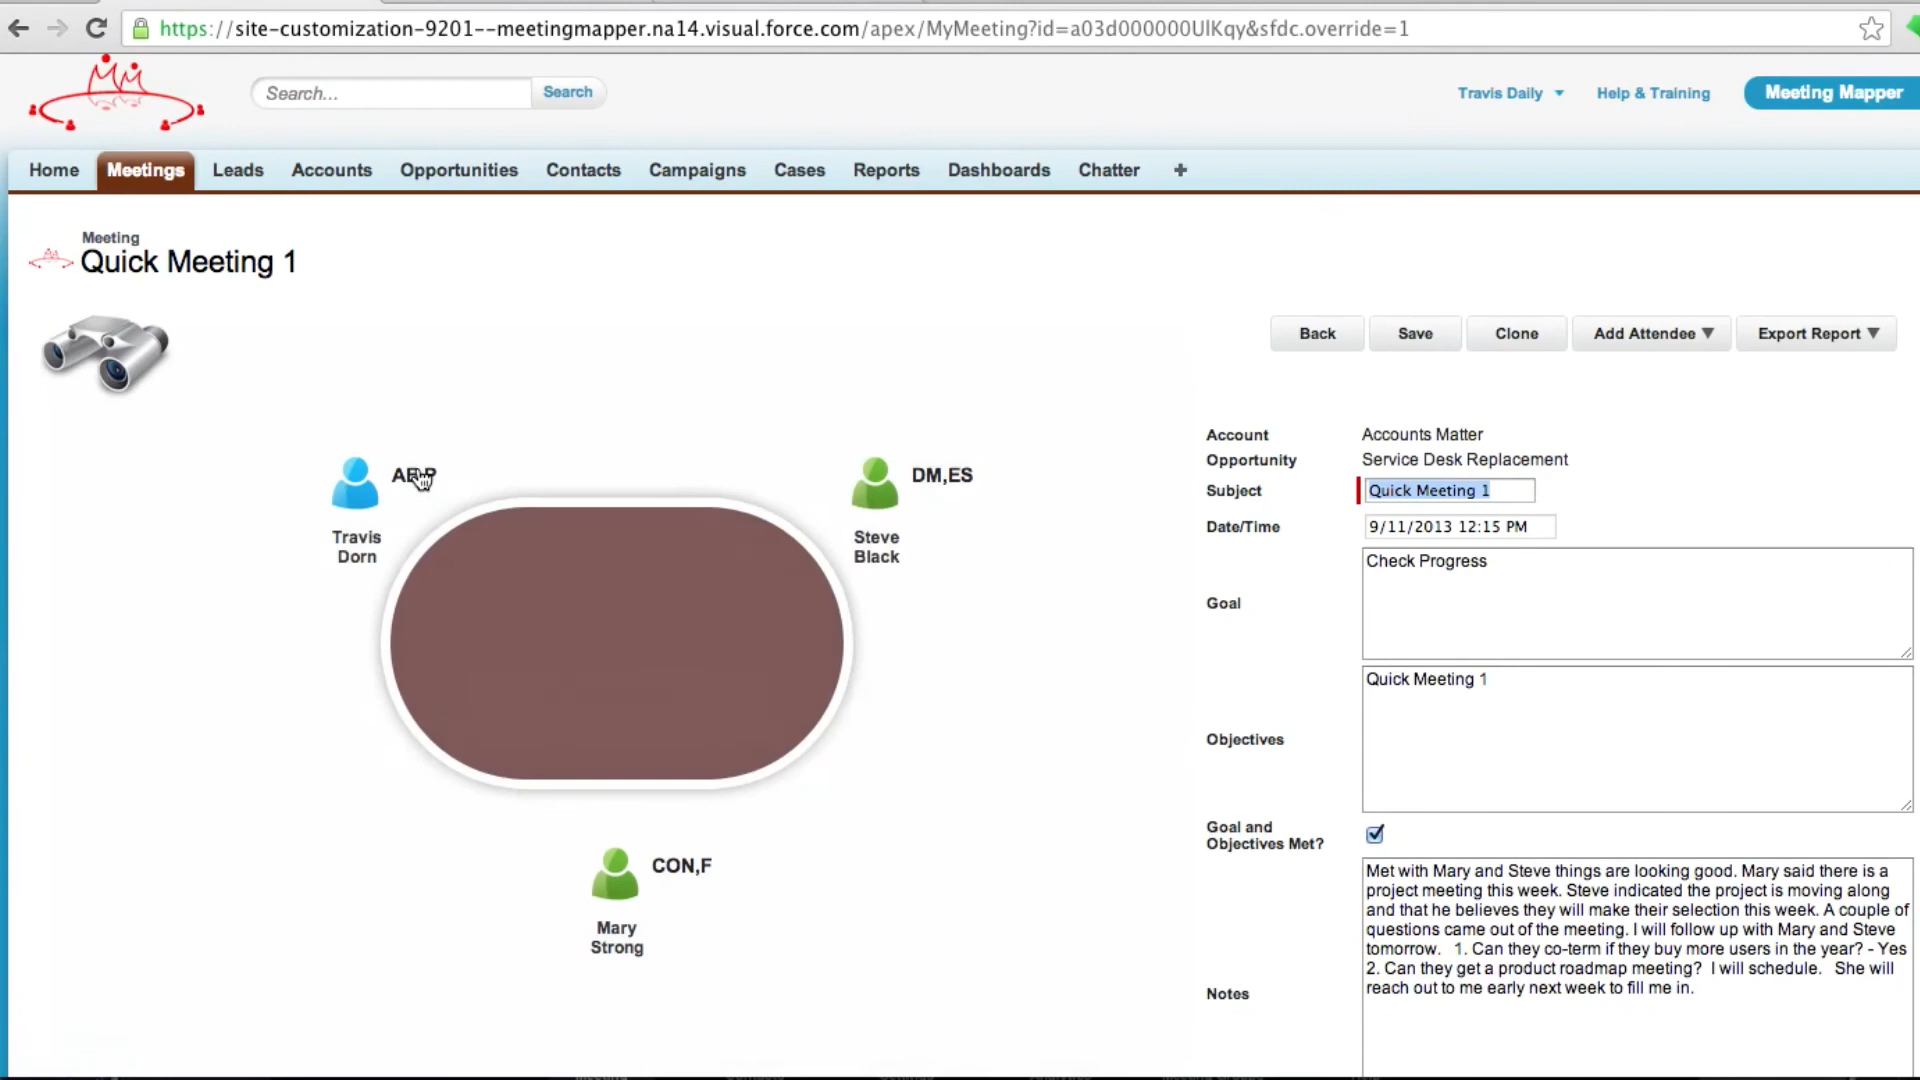 https://site-customization-9201--meetingmapper.na14.visual.force.com/apex/MyMeeting?id=a03d000000UlKqy&sfdc.override=1
Search...
Search
Travis Daily
Help & Training
Meeting Mapper
Home
Meetings
Leads
Accounts
Opportunities
Contacts
Campaigns
Cases
Reports
Dashboards
Chatter
+
Meeting
Quick Meeting 1
Back
Save
Clone
Add Attendee
Export Report
Travis
Dorn
DM,ES
Steve
Black
CON,F
Mary
Strong
Account Accounts Matter
Opportunity Service Desk Replacement
Subject Quick Meeting 1
Date/Time 9/11/2013 12:15 PM
Goal
Check Progress
Objectives
Quick Meeting 1
Goal and
Objectives Met?
Notes
Met with Mary and Steve things are looking good. Mary said there is a
project meeting this week. Steve indicated the project is moving along
and that he believes they will make their selection this week. A couple of
questions came out of the meeting. I will follow up with Mary and Steve
tomorrow. 1. Can they co-term if they buy more users in the year? - Yes
2. Can they get a product roadmap meeting? I will schedule. She will
reach out to me early next week to fill me in.